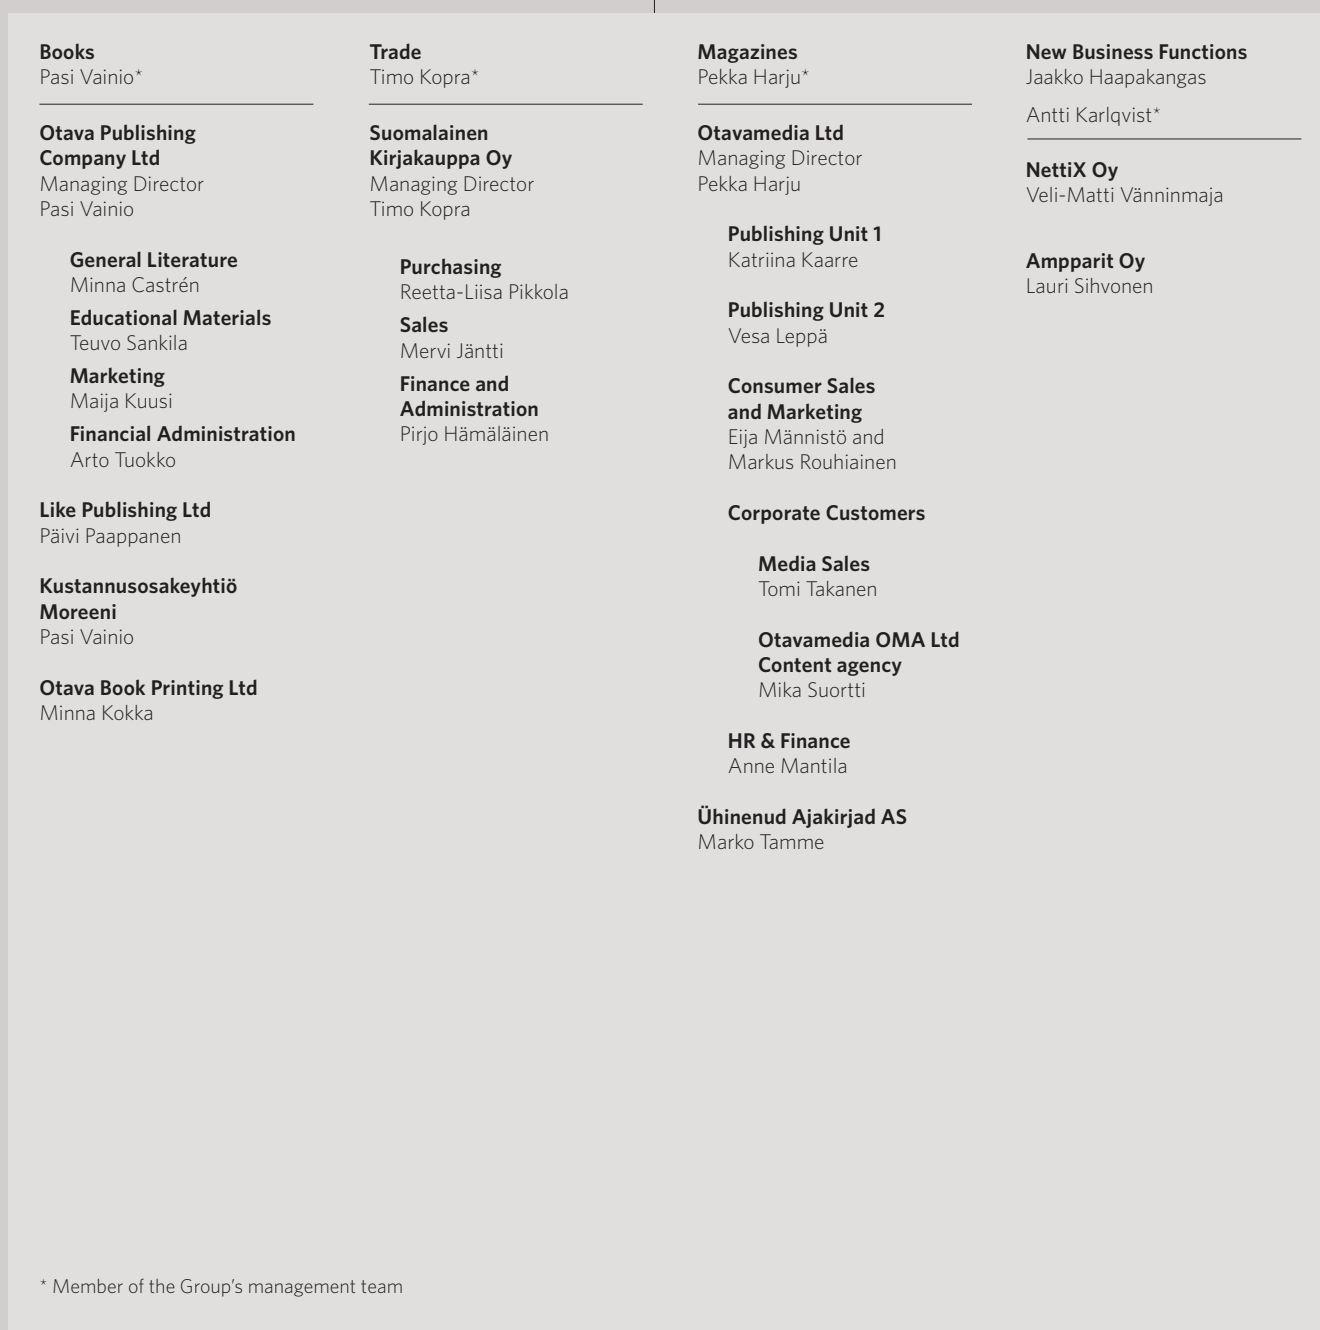 Books
Pasi Vainio*
Otava Publishing
Company Ltd
Managing Director
Pasi Vainio
General Literature
Minna Castrén
Educational Materials
Teuvo Sankila
Marketing
Maija Kuusi
Financial Administration
Arto Tuokko
Like Publishing Ltd
Päivi Paappanen
Kustannusosakeyhtiö
Moreeni
Pasi Vainio
Otava Book Printing Ltd
Minna Kokka
Trade
Timo Kopra*
Suomalainen
Kirjakauppa Oy
Managing Director
Timo Kopra
Purchasing
Reetta-Liisa Pikkola
Sales
Mervi Jäntti
Finance and
Administration
Pirjo Hämäläinen
Magazines
Pekka Harju*
Otavamedia Ltd
Managing Director
Pekka Harju
Publishing Unit 1
Katriina Kaarre
Publishing Unit 2
Vesa Leppä
Consumer Sales
and Marketing
Eija Männistö and
Markus Rouhiainen
Corporate Customers
Media Sales
Tomi Takanen
Otavamedia OMA Ltd
Content agency
Mika Suortti
HR & Finance
Anne Mantila
Ühinenud Ajakirjad AS
Marko Tamme
New Business Functions
Jaakko Haapakangas
Antti Karlqvist*
NettiX Oy
Veli-Matti Vänninmaja
Ampparit Oy
Lauri Sihvonen
* Member of the Group's management team